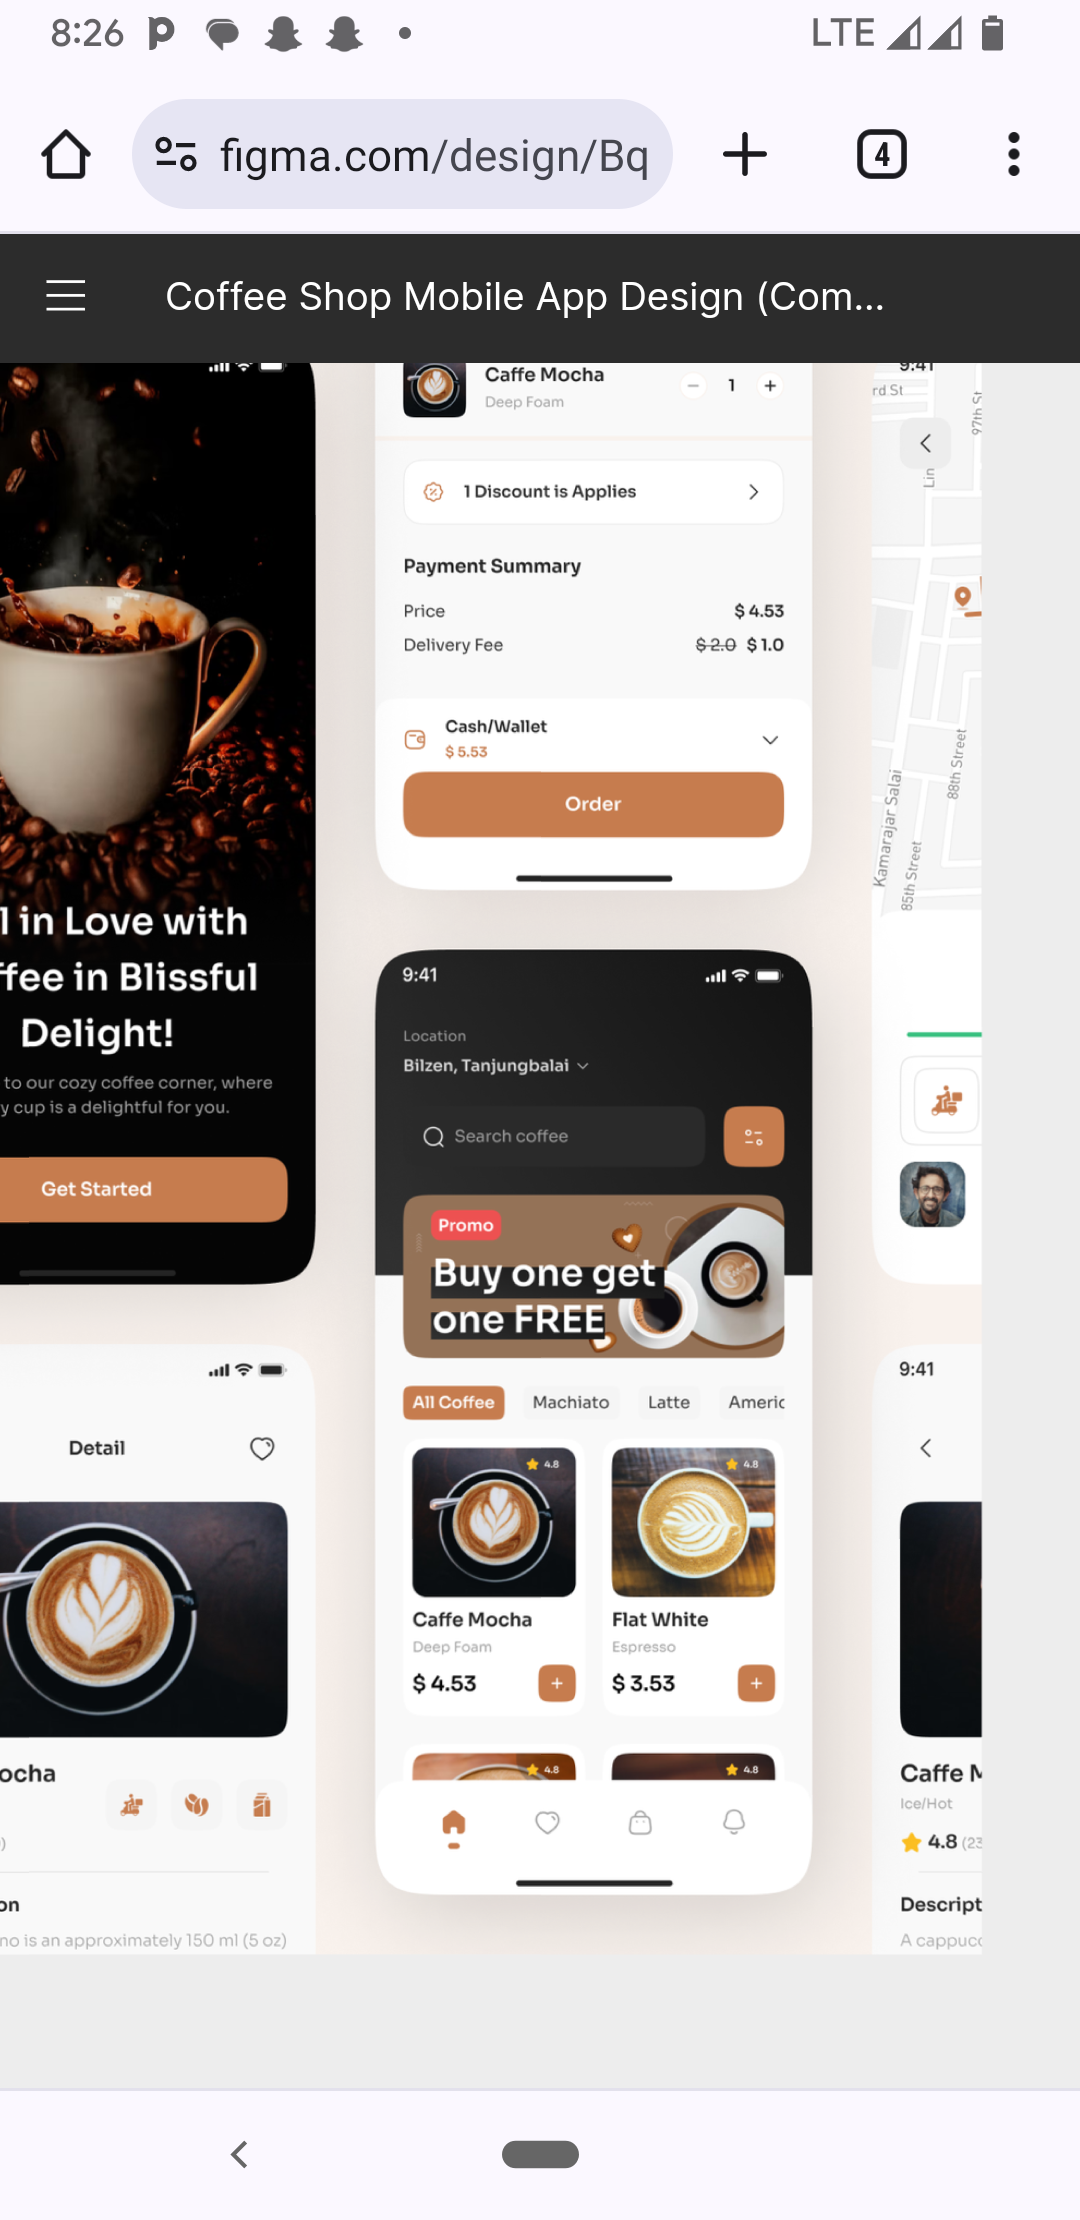 8:26
LTE
figma.com/design/Bq
4
Coffee Shop Mobile App Design (Com...
Caffe Mocha
Deep Foam
1
1 Discount is Applies
Payment Summary
Price
$ 4.53
Delivery Fee
$ 2.0 $ 1.0
Cash/Wallet
$ 5.53
Order
l in Love with
ffee in Blissful
Delight!
to our cozy coffee corner, where
y cup is a delightful for you.
Get Started
9:41
rd St
97th St
Lin
88th Street
Kamarajar Salai
85th Street
9:41
Location
Bilzen, Tanjungbalai
Search coffee
Promo
Buy one get
one FREE
All Coffee
Machiato
Latte
Americ
4.8
4.8
Caffe Mocha
Deep Foam
$ 4.53
Flat White
Espresso
$ 3.53
4.8
4.8
Detail
ocha
)
on
no is an approximately 150 ml (5 oz)
9:41
Caffe M
Ice/Hot
4.8 (23
Descript
A cappuc